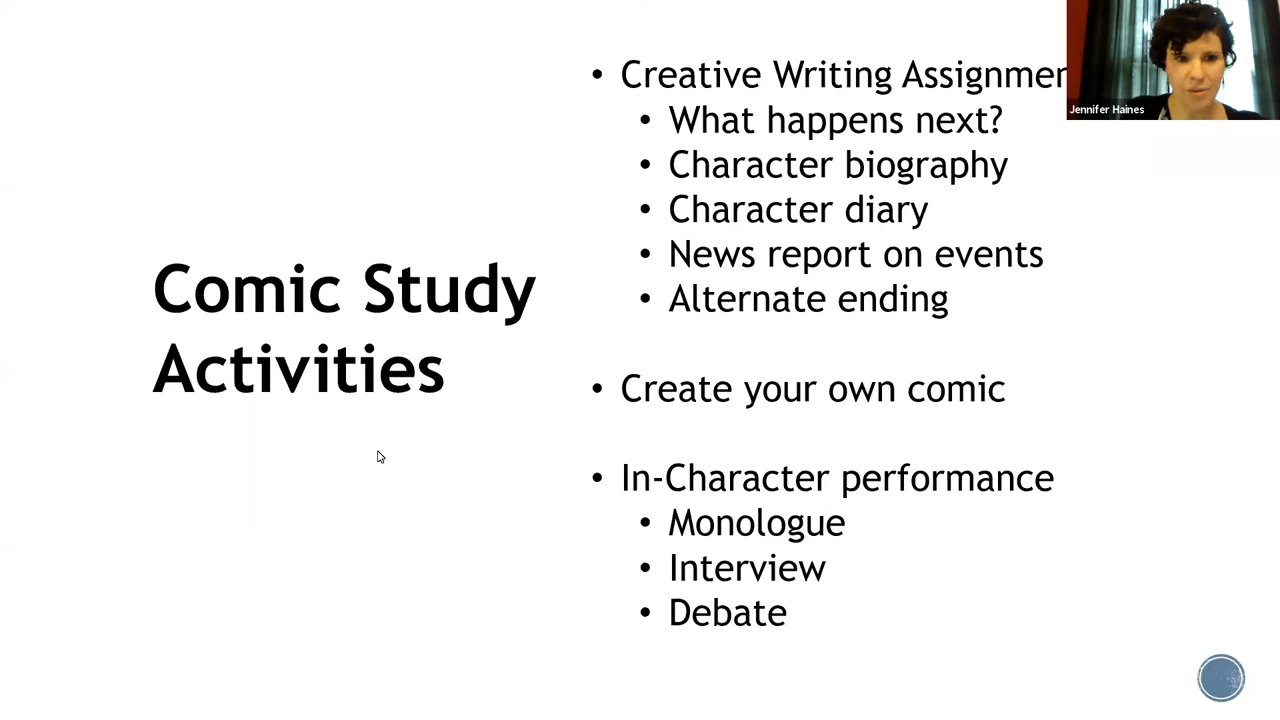 Comic Study
Activities
• Creative Writing Assignmen
• What happens next?
• Character biography
• Character diary
• News report on events
• Alternate ending
• Create your own comic
• In-Character performance
• Monologue
• Interview
• Debate
Jennifer Haines